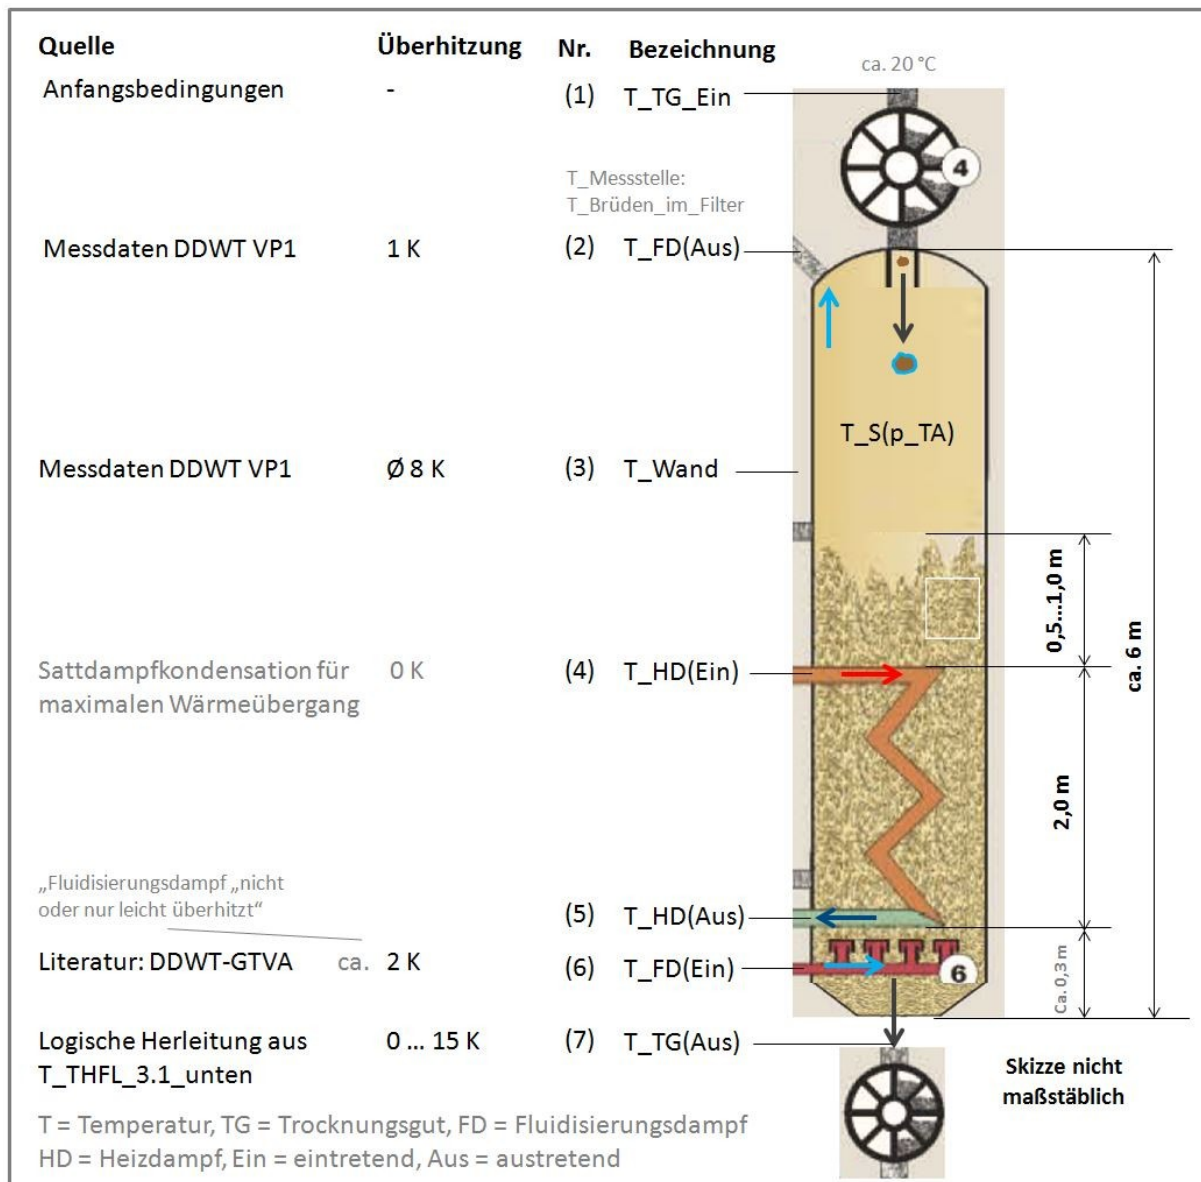 Quelle Überhitzung Nr. Bezeichnung
ca. 20 °C
Anfangsbedingungen - (1) T_TG_Ein
4
T_Messstelle:
T_Brüden_im_Filter
Messdaten DDWT VP1 1 K (2) T_FD(Aus)
T_S(p_TA)
Messdaten DDWT VP1 Ø 8 K (3) T_Wand
0,5...1,0 m
ca. 6 m
Sattdampfkondensation für 0 K (4) T_HD(Ein)
maximalen Wärmeübergang
2,0 m
„Fluidisierungsdampf „nicht
oder nur leicht überhitzt“
(5) T_HD(Aus)
Literatur: DDWT-GTVA ca. 2 K (6) T_FD(Ein)
6
Ca. 0,3 m
Logische Herleitung aus 0 ... 15 K (7) T_TG(Aus)
T_THFL_3.1_unten
Skizze nicht
maßstäblich
T = Temperatur, TG = Trocknungsgut, FD = Fluidisierungsdampf
HD = Heizdampf, Ein = eintretend, Aus = austretend